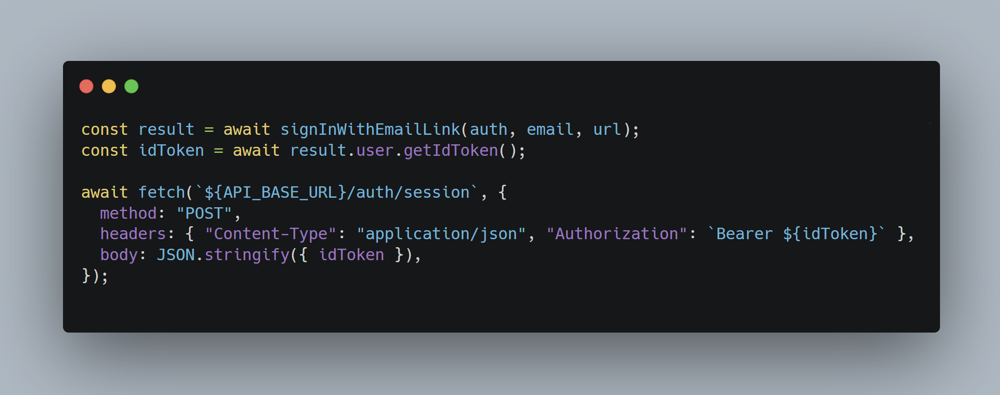 const result = await signInWithEmailLink(auth, email, url);
const idToken = await result.user.getIdToken();

await fetch(`${API_BASE_URL}/auth/session`, {
  method: "POST",
  headers: { "Content-Type": "application/json", "Authorization": `Bearer ${idToken}` },
  body: JSON.stringify({ idToken }),
});